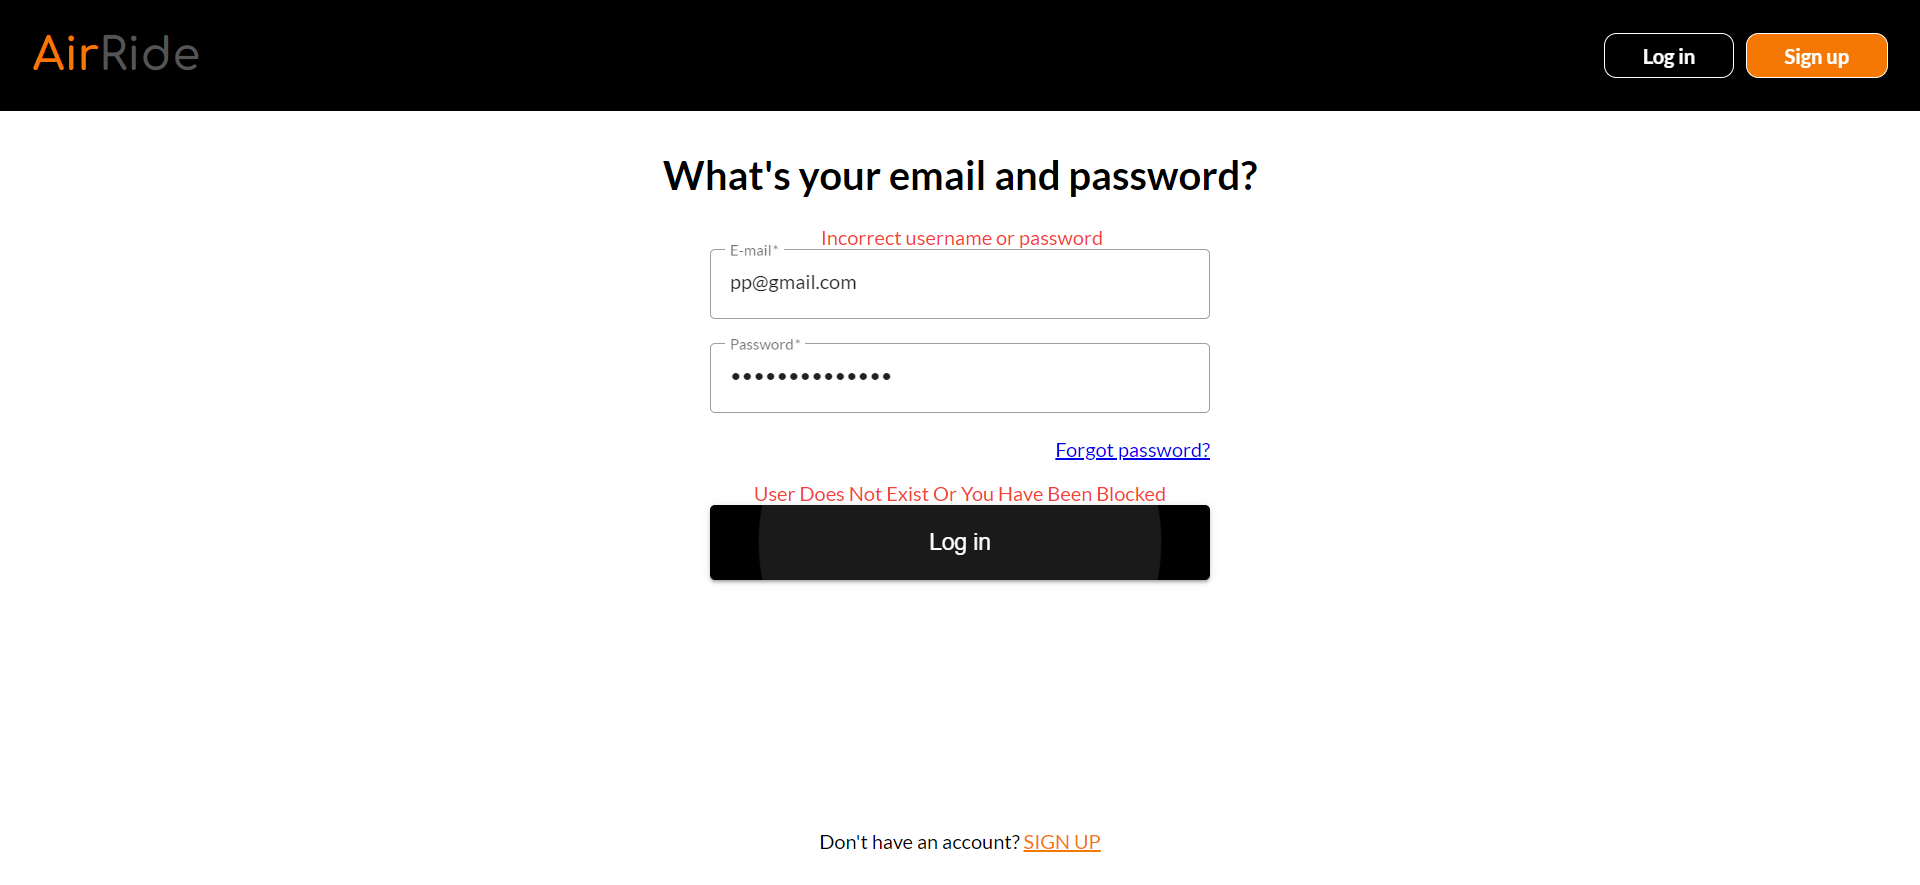 AirRide
Log in
Sign up
What's your email and password?
Incorrect username or password
E-mail*
pp@gmail.com
Password*
••••••••••••••
Forgot password?
User Does Not Exist Or You Have Been Blocked
Log in
Don't have an account? SIGN UP